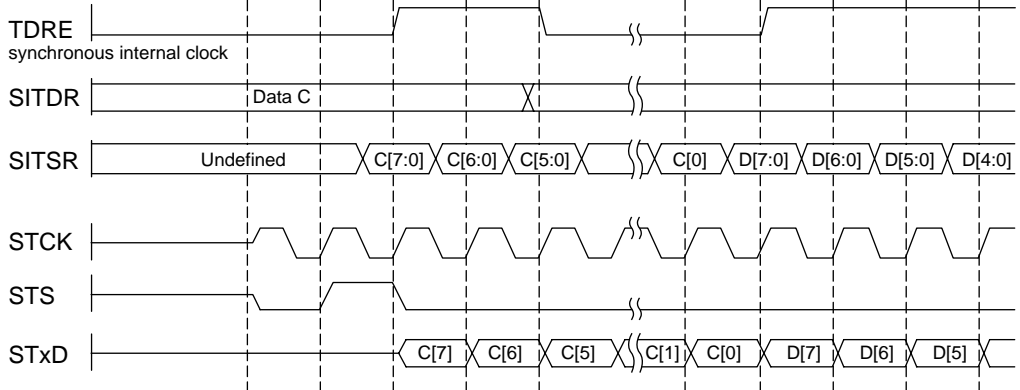 TDRE
synchronous internal clock
SITDR Data C
SITSR Undefined C[7:0] C[6:0] C[5:0] C[0] D[7:0] D[6:0] D[5:0] D[4:0]
STCK
STS
STxD C[7] C[6] C[5] C[1] C[0] D[7] D[6] D[5]